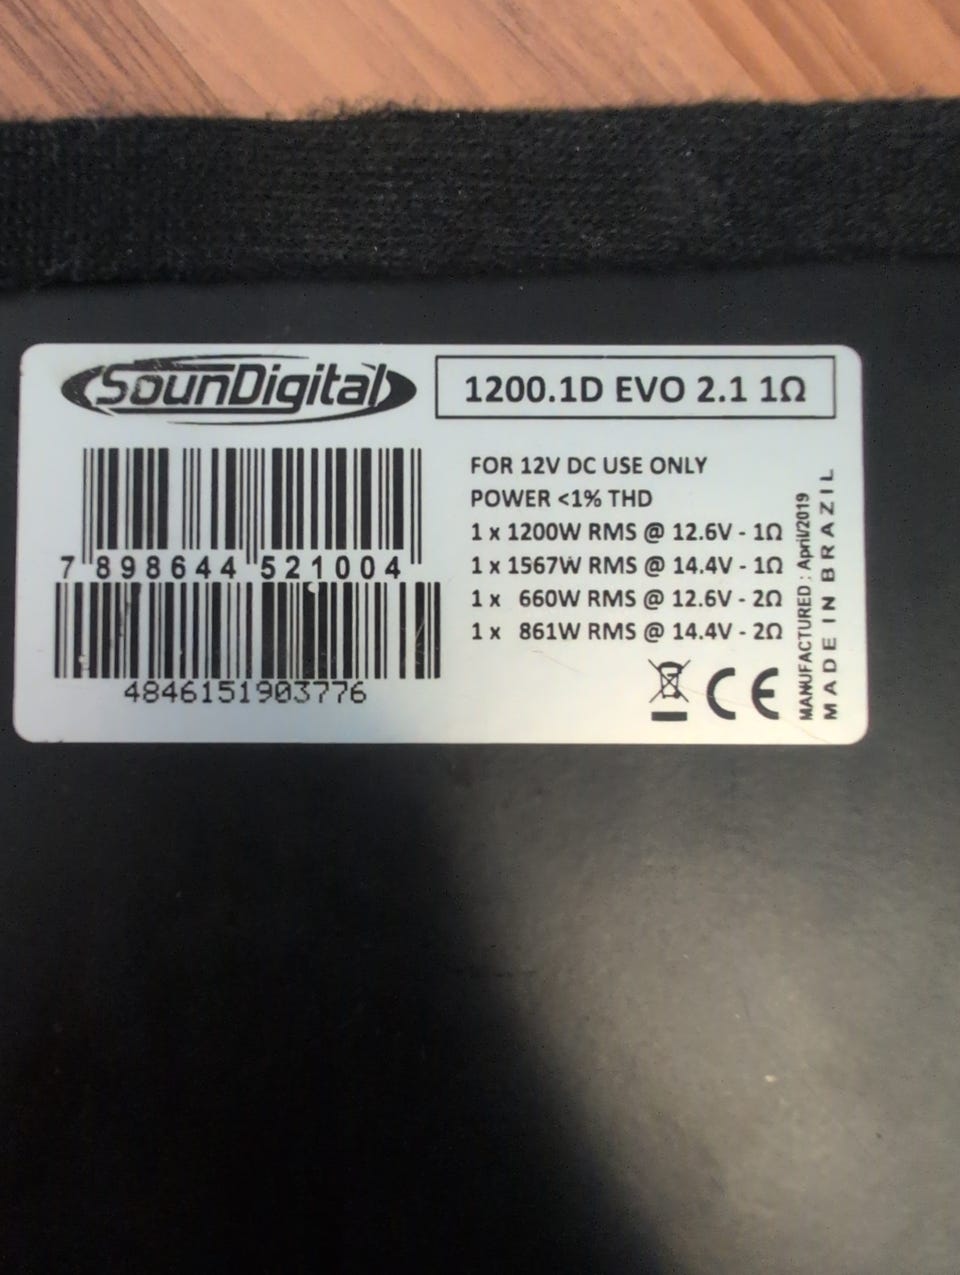 SounDigital
1200.1D EVO 2.1 1Ω
7 898644 521004
4846151903776
FOR 12V DC USE ONLY
POWER <1% THD
1 x 1200W RMS @ 12.6V - 1Ω
1 x 1567W RMS @ 14.4V - 1Ω
1 x 660W RMS @ 12.6V - 2Ω
1 x 861W RMS @ 14.4V - 2Ω
CE
MANUFACTURED : April/2019
MADE IN BRAZIL